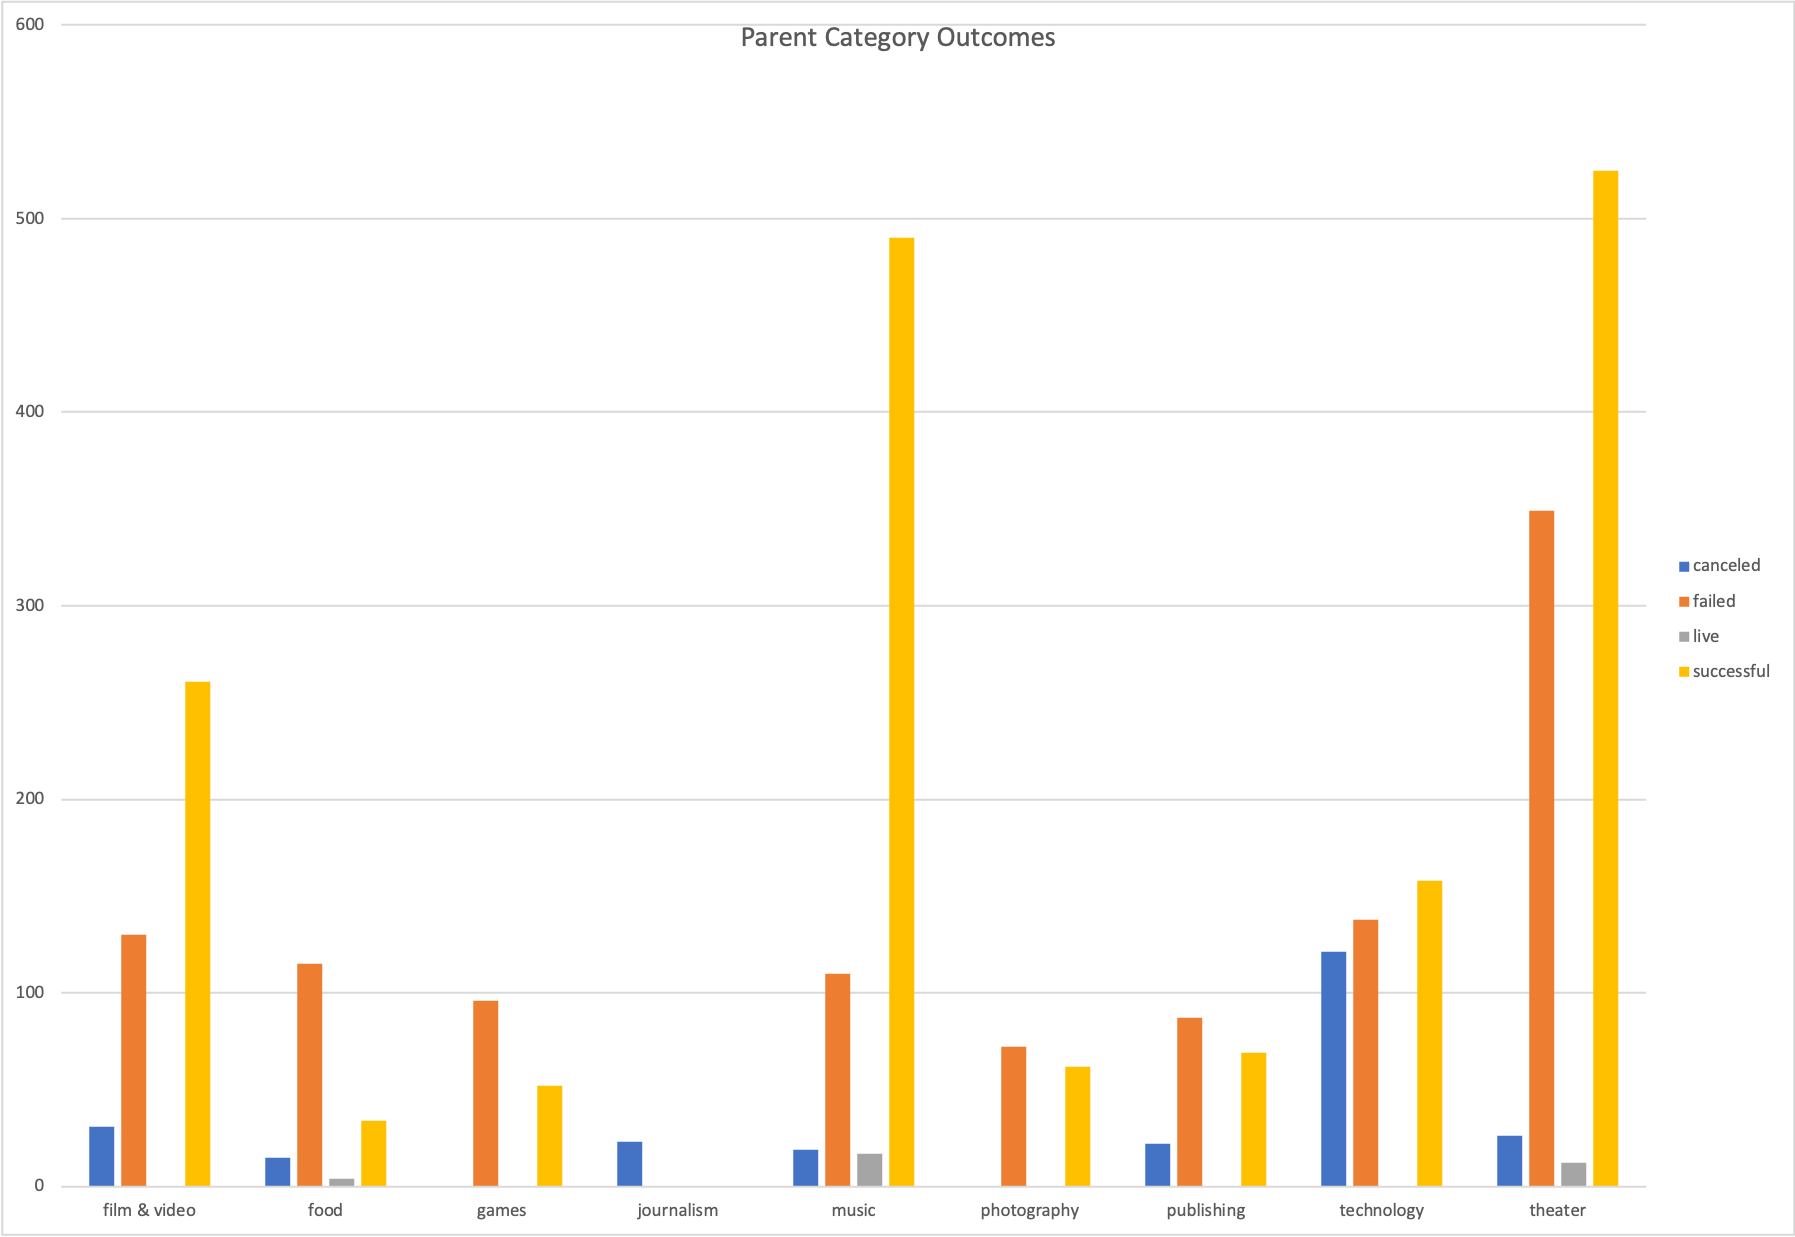 Parent Category Outcomes
600
500
400
300
200
100
0
film & video
food
games
journalism
music
photography
publishing
technology
theater
canceled
failed
live
successful